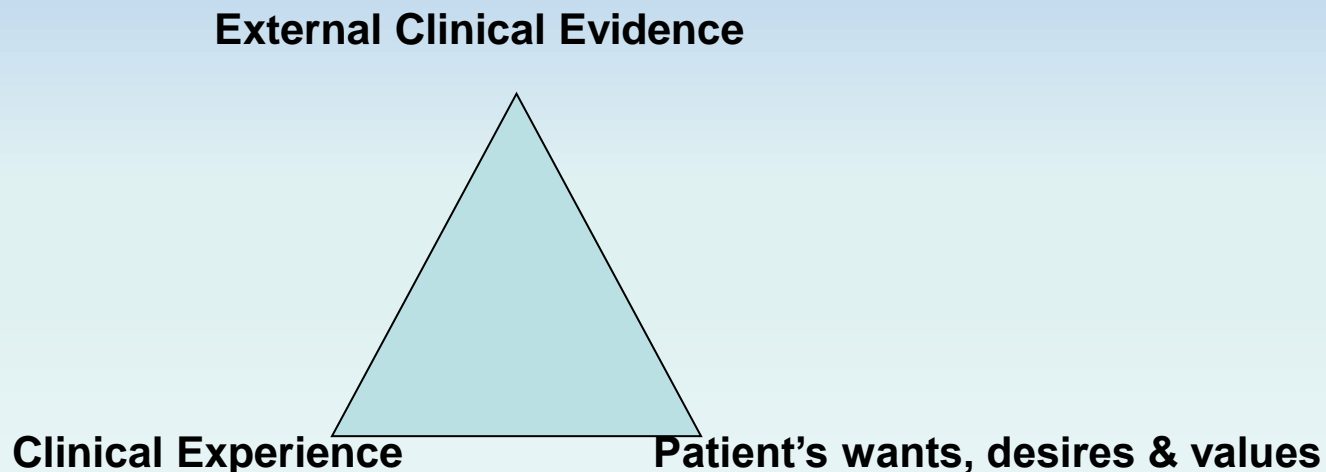 External Clinical Evidence
Clinical Experience
Patient's wants, desires & values